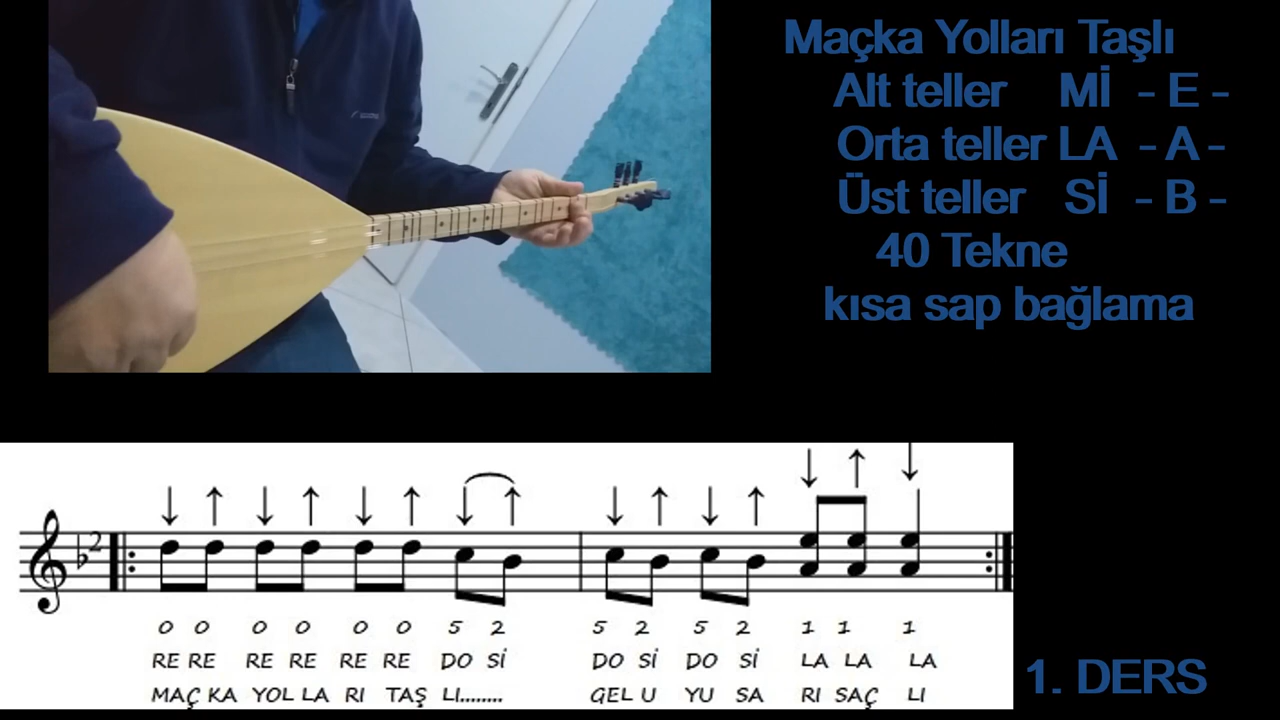 Maçka Yolları Taşlı
Alt teller Mİ - E -
Orta teller LA - A -
Üst teller Sİ - B -
40 Tekne
kısa sap bağlama
2
0 0 0 0 0 0 5 2 5 2 5 2 1 1 1
RE RE RE RE RE RE DO Sİ DO Sİ DO Sİ LA LA LA
MAÇ KA YOL LA RI TAŞ LI........ GEL U YU SA RI SAÇ LI
1. DERS